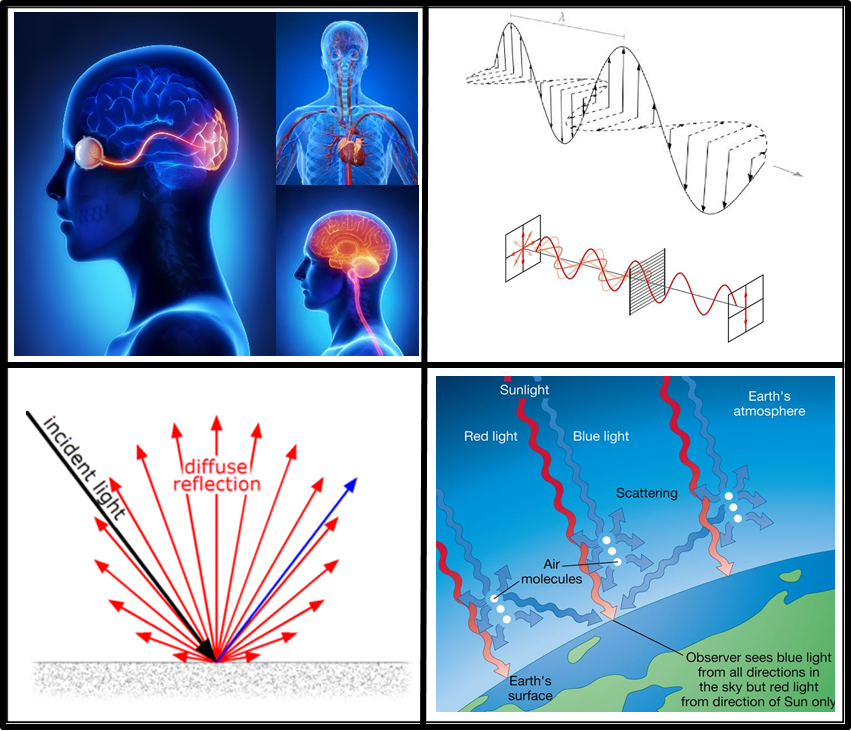 λ
incident light
diffuse
reflection
Sunlight
Earth's
atmosphere
Red light
Blue light
Scattering
Air
molecules
Earth's
surface
Observer sees blue light
from all directions in
the sky but red light
from direction of Sun only